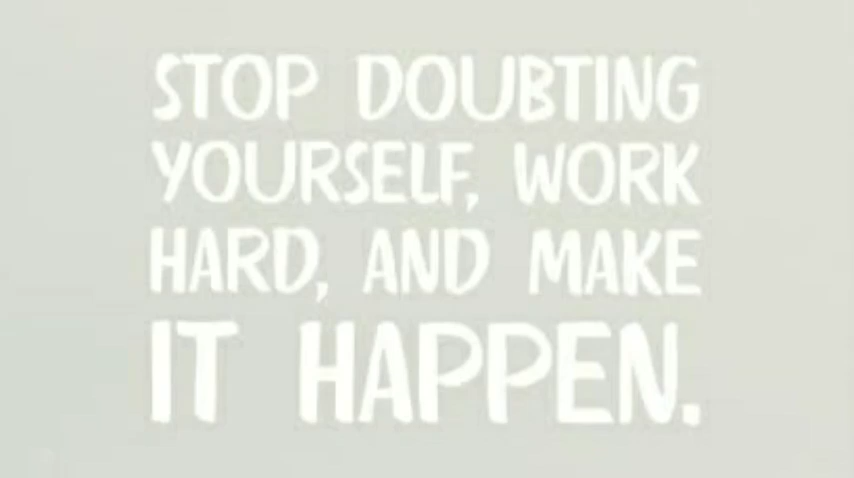 STOP DOUBTING
YOURSELF, WORK
HARD, AND MAKE
IT HAPPEN.